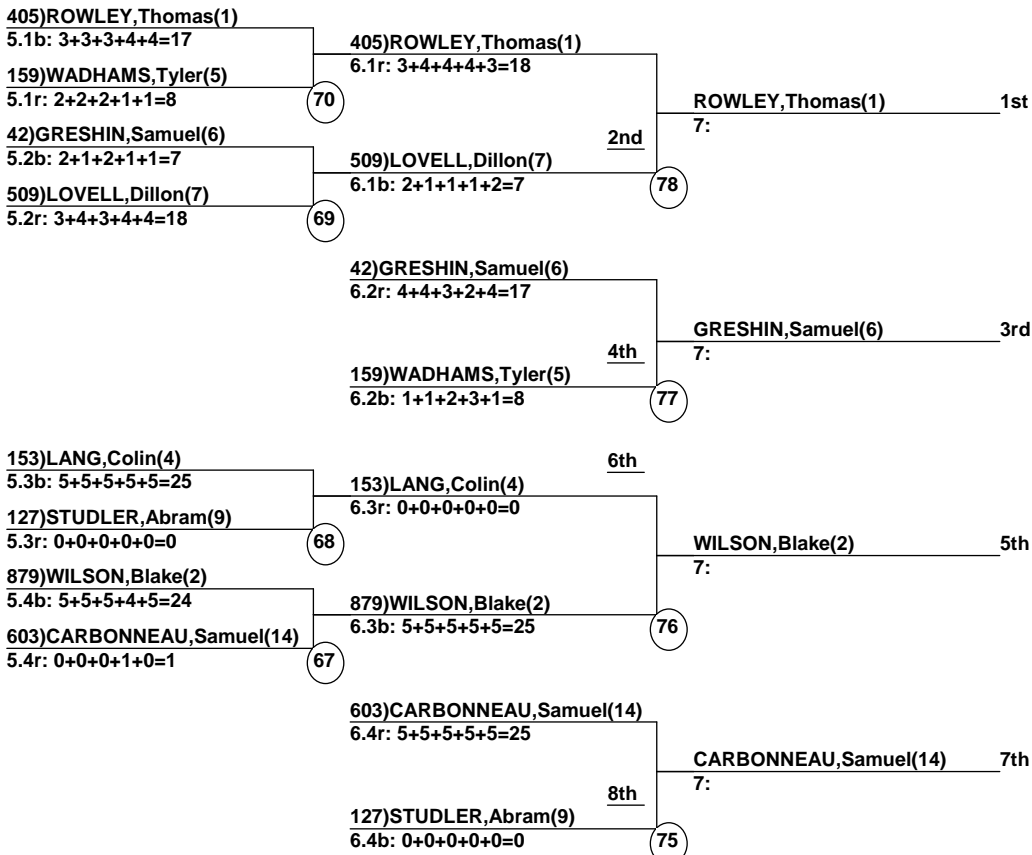 405)ROWLEY,Thomas(1)
5.1b: 3+3+3+4+4=17
159)WADHAMS,Tyler(5)
5.1r: 2+2+2+1+1=8
70
42)GRESHIN,Samuel(6)
5.2b: 2+1+2+1+1=7
509)LOVELL,Dillon(7)
5.2r: 3+4+3+4+4=18
69
405)ROWLEY,Thomas(1)
6.1r: 3+4+4+4+3=18
2nd
509)LOVELL,Dillon(7)
6.1b: 2+1+1+1+2=7
78
ROWLEY,Thomas(1) 1st
7:
42)GRESHIN,Samuel(6)
6.2r: 4+4+3+2+4=17
4th
159)WADHAMS,Tyler(5)
6.2b: 1+1+2+3+1=8
77
GRESHIN,Samuel(6) 3rd
7:
153)LANG,Colin(4)
5.3b: 5+5+5+5+5=25
127)STUDLER,Abram(9)
5.3r: 0+0+0+0+0=0
68
879)WILSON,Blake(2)
5.4b: 5+5+5+4+5=24
603)CARBONNEAU,Samuel(14)
5.4r: 0+0+0+1+0=1
67
6th
153)LANG,Colin(4)
6.3r: 0+0+0+0+0=0
879)WILSON,Blake(2)
6.3b: 5+5+5+5+5=25
76
WILSON,Blake(2) 5th
7:
603)CARBONNEAU,Samuel(14)
6.4r: 5+5+5+5+5=25
8th
127)STUDLER,Abram(9)
6.4b: 0+0+0+0+0=0
75
CARBONNEAU,Samuel(14) 7th
7: